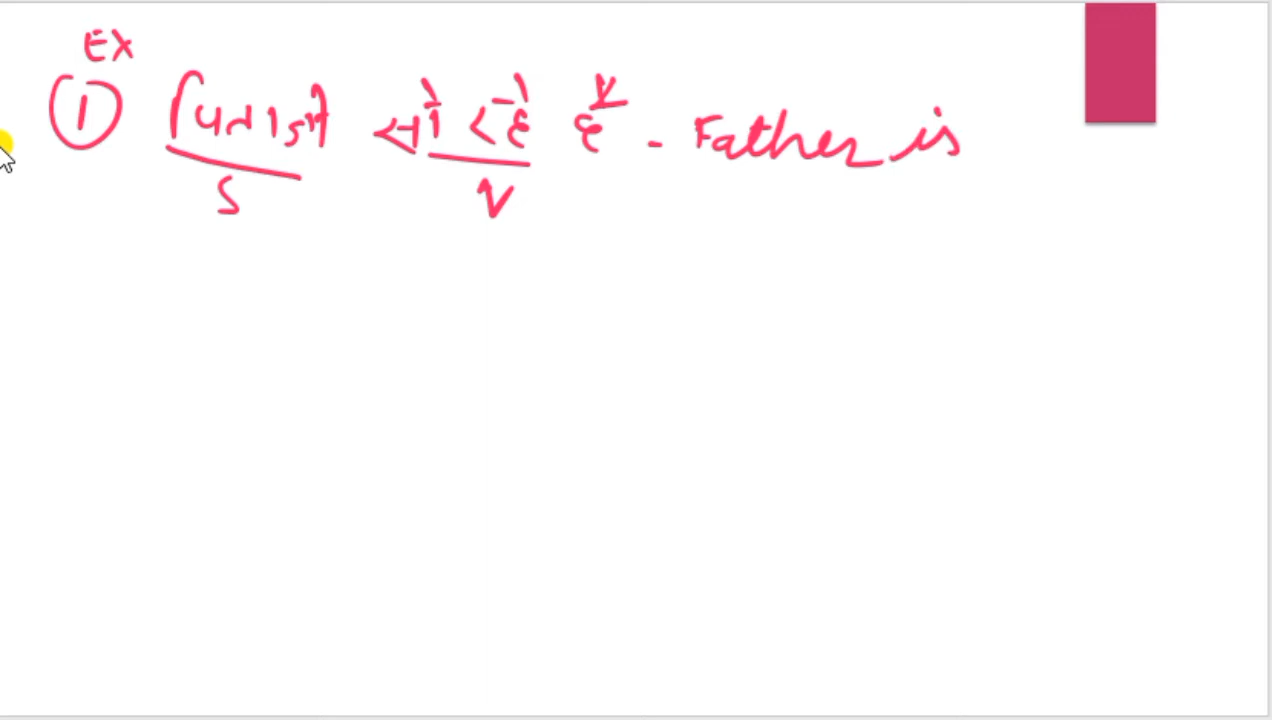 Ex
① पिताजी सो रहे हैं - Father is
S V